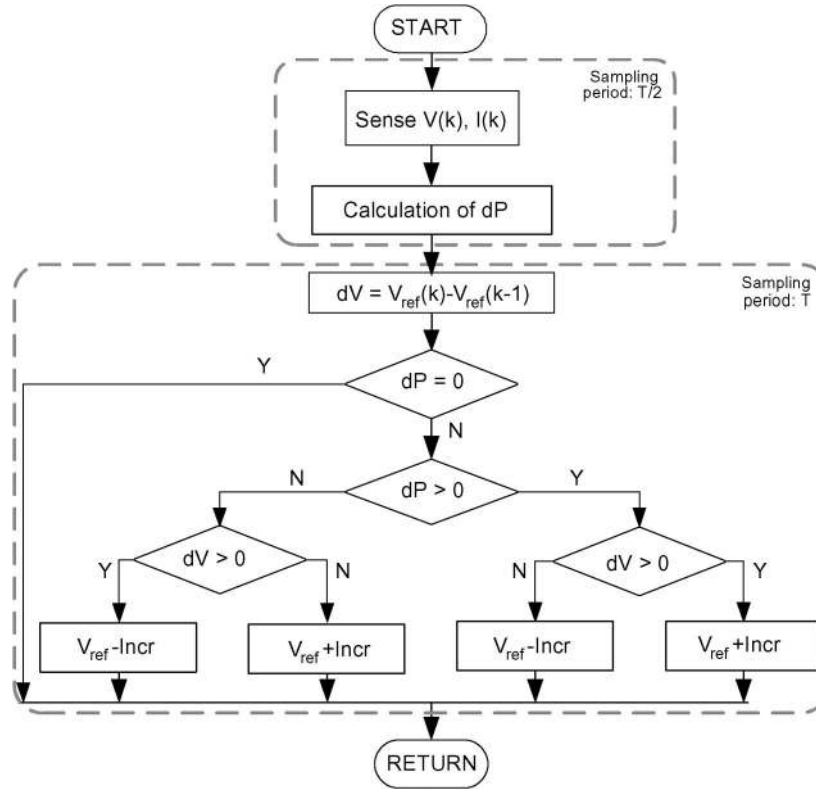 START
Sampling
period: T/2
Sense V(k), I(k)
Calculation of dP
Sampling
period: T
dV = Vref(k)-Vref(k-1)
Y
dP = 0
N
N
dP > 0
Y
Y
dV > 0
N
N
dV > 0
Y
Vref-Incr
Vref+Incr
Vref-Incr
Vref+Incr
RETURN